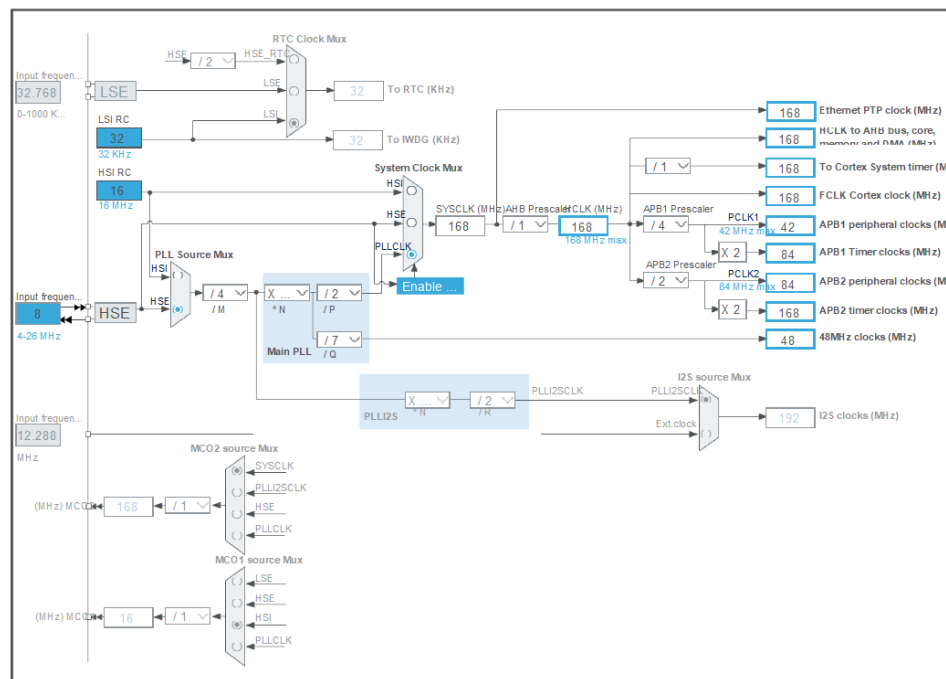 RTC Clock Mux
HSE
/ 2
HSE_RTC
Input frequen...
32.768
0-1000 K...
LSE
LSE
32
To RTC (KHz)
LSI RC
32
32 KHz
LSI
32
To IWDG (KHz)
HSI RC
16
16 MHz
System Clock Mux
HSI
HSE
PLLCLK
Enable ...
SYSCLK (MHz)
168
AHB Prescaler
/ 1
HCLK (MHz)
168
168 MHz max
168
Ethernet PTP clock (MHz)
168
HCLK to AHB bus, core,
memory and DMA (MHz)
/ 1
168
To Cortex System timer (M
168
FCLK Cortex clock (MHz)
APB1 Prescaler
/ 4
PCLK1
42 MHz max
42
APB1 peripheral clocks (M
X 2
84
APB1 Timer clocks (MHz)
APB2 Prescaler
/ 2
PCLK2
84 MHz max
84
APB2 peripheral clocks (M
X 2
168
APB2 timer clocks (MHz)
48
48MHz clocks (MHz)
PLL Source Mux
HSI
HSE
Input frequen...
8
4-26 MHz
HSE
/ 4
/ M
X ...
* N
/ 2
/ P
/ 7
/ Q
Main PLL
PLLI2S
X ...
* N
/ 2
/ R
PLLI2SCLK
I2S source Mux
PLLI2SCLK
Ext.clock
192
I2S clocks (MHz)
Input frequen...
12.288
MHz
MCO2 source Mux
SYSCLK
PLLI2SCLK
HSE
PLLCLK
(MHz) MCO
168
/ 1
MCO1 source Mux
LSE
HSE
HSI
PLLCLK
(MHz) MCO
16
/ 1